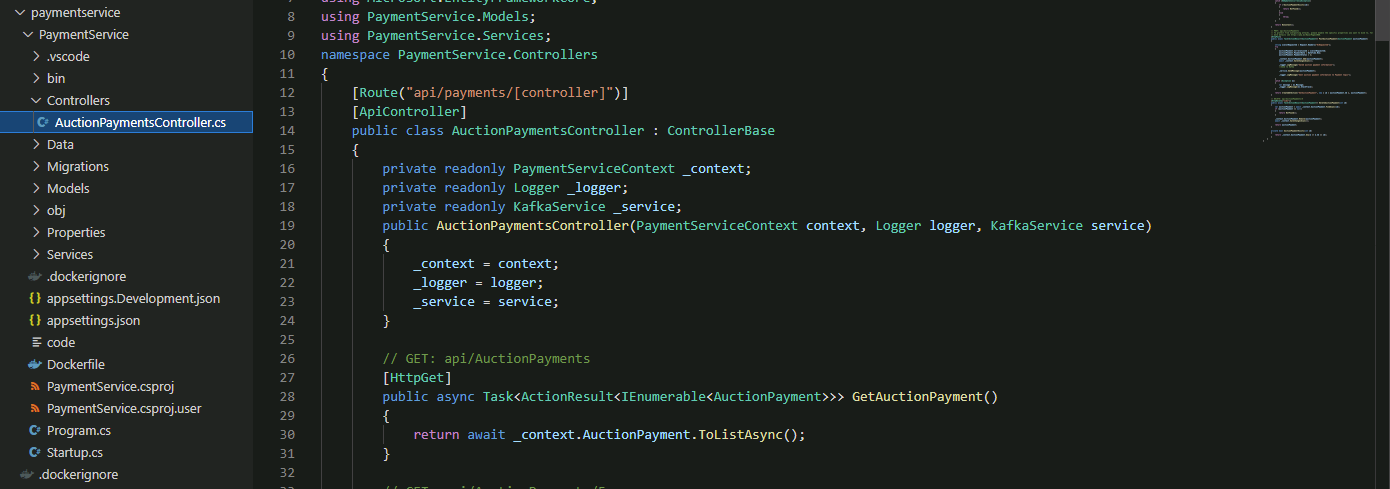 paymentservice
PaymentService
.vscode
bin
Controllers
AuctionPaymentsController.cs
Data
Migrations
Models
obj
Properties
Services
.dockerignore
appsettings.Development.json
appsettings.json
code
Dockerfile
PaymentService.csproj
PaymentService.csproj.user
Program.cs
Startup.cs
.dockerignore
7 using Microsoft.EntityFrameworkCore;
8 using PaymentService.Models;
9 using PaymentService.Services;
10 namespace PaymentService.Controllers
11 {
12 [Route("api/payments/[controller]")]
13 [ApiController]
14 public class AuctionPaymentsController : ControllerBase
15 {
16 private readonly PaymentServiceContext _context;
17 private readonly Logger _logger;
18 private readonly KafkaService _service;
19 public AuctionPaymentsController(PaymentServiceContext context, Logger logger, KafkaService service)
20 {
21 _context = context;
22 _logger = logger;
23 _service = service;
24 }
25
26 // GET: api/AuctionPayments
27 [HttpGet]
28 public async Task<ActionResult<IEnumerable<AuctionPayment>>> GetAuctionPayment()
29 {
30 return await _context.AuctionPayment.ToListAsync();
31 }
32